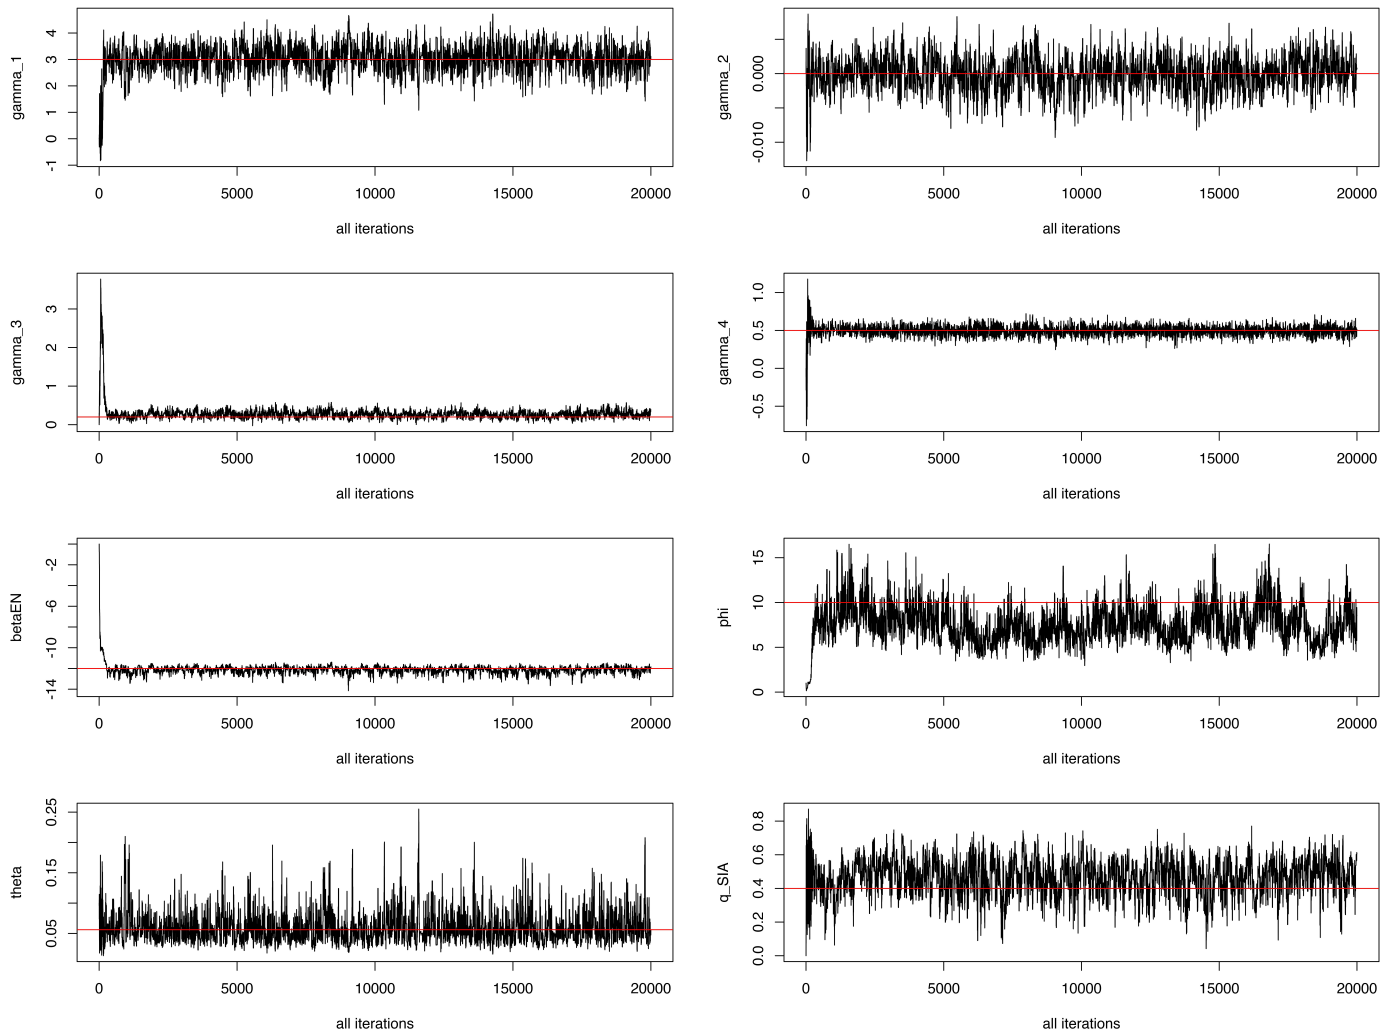 gamma_1
4
3
2
1
0
-1
0 5000 10000 15000 20000
all iterations
gamma_2
0.000
-0.010
0 5000 10000 15000 20000
all iterations
gamma_3
3
2
1
0
0 5000 10000 15000 20000
all iterations
gamma_4
1.0
0.5
0.0
-0.5
0 5000 10000 15000 20000
all iterations
betaEN
-2
-6
-10
-14
0 5000 10000 15000 20000
all iterations
phi
15
10
5
0
0 5000 10000 15000 20000
all iterations
theta
0.25
0.15
0.05
0 5000 10000 15000 20000
all iterations
q_SIA
0.8
0.6
0.4
0.2
0.0
0 5000 10000 15000 20000
all iterations